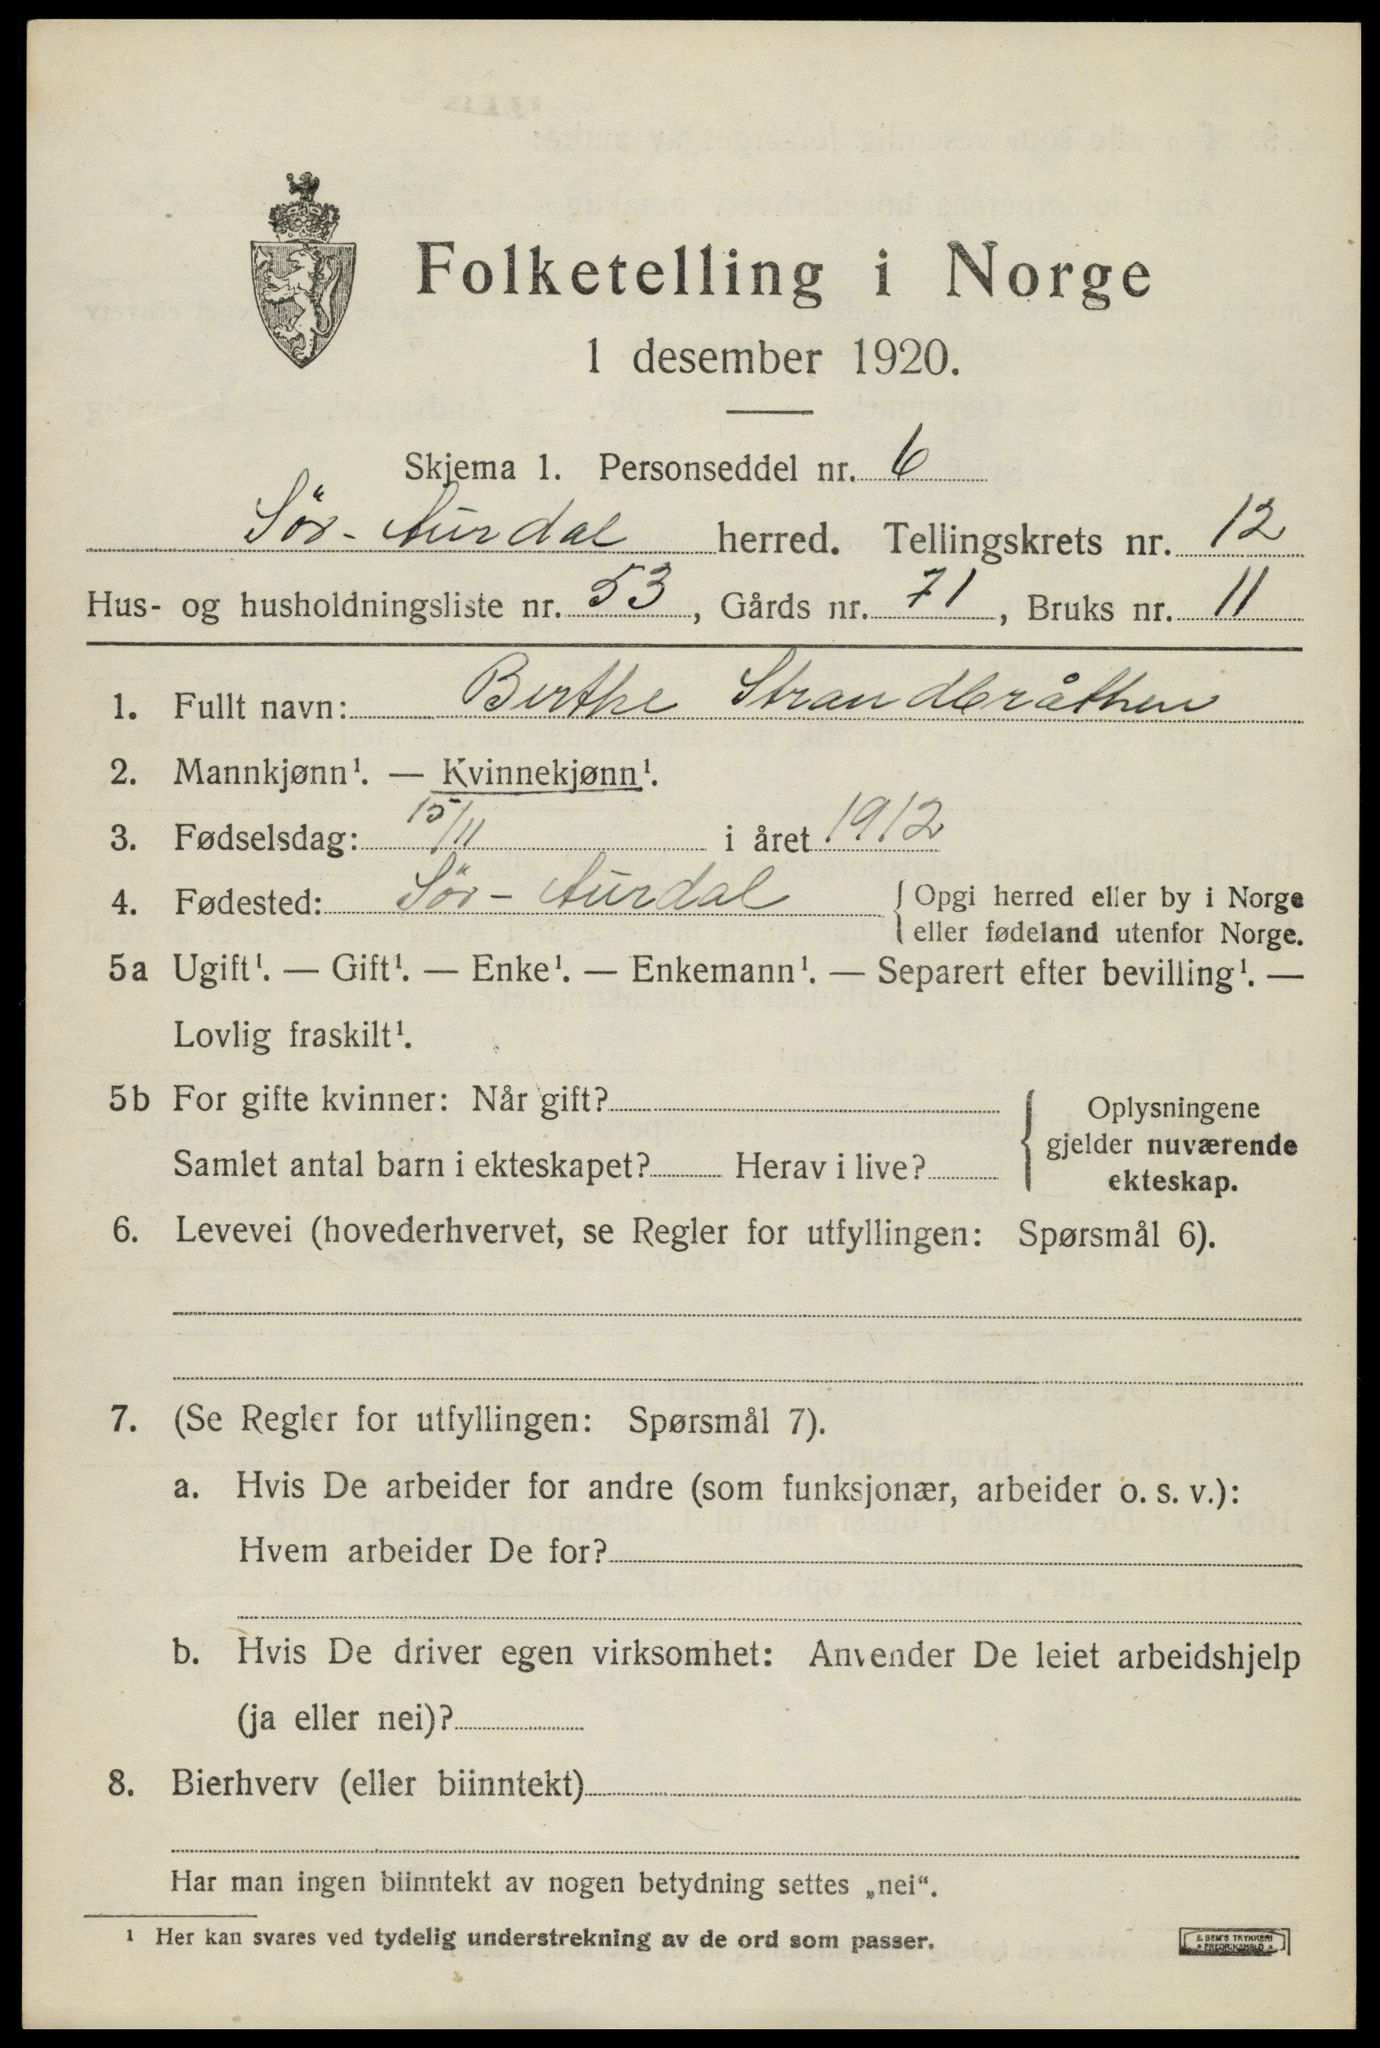 Folketelling i Norge
1 desember 1920.
Skjema 1. Personseddel nr. 6
Sör-Aurdal herred. Tellingskrets nr. 12
Hus- og husholdningsliste nr. 53, Gårds nr. 71, Bruks nr. 11
1. Fullt navn: Berthe Strandbråthen
2. Mannkjønn¹. — Kvinnekjønn¹.
3. Fødselsdag: 15/11 i året 1912
4. Fødested: Sör-Aurdal { Opgi herred eller by i Norge
eller fødeland utenfor Norge.
5a Ugift¹. — Gift¹. — Enke¹. — Enkemann¹. — Separert efter bevilling¹. —
Lovlig fraskilt¹.
5b For gifte kvinner: Når gift?
Samlet antal barn i ekteskapet? Herav i live?
Oplysningene
gjelder nuværende
ekteskap.
6. Levevei (hovederhvervet, se Regler for utfyllingen: Spørsmål 6).
7. (Se Regler for utfyllingen: Spørsmål 7).
a. Hvis De arbeider for andre (som funksjonær, arbeider o. s. v.):
Hvem arbeider De for?
b. Hvis De driver egen virksomhet: Anvender De leiet arbeidshjelp
(ja eller nei)?
8. Bierhverv (eller biinntekt)
Har man ingen biinntekt av nogen betydning settes „nei“.
¹ Her kan svares ved tydelig understrekning av de ord som passer.
E. SEM'S TRYKKERI
FREDRIKSHALD